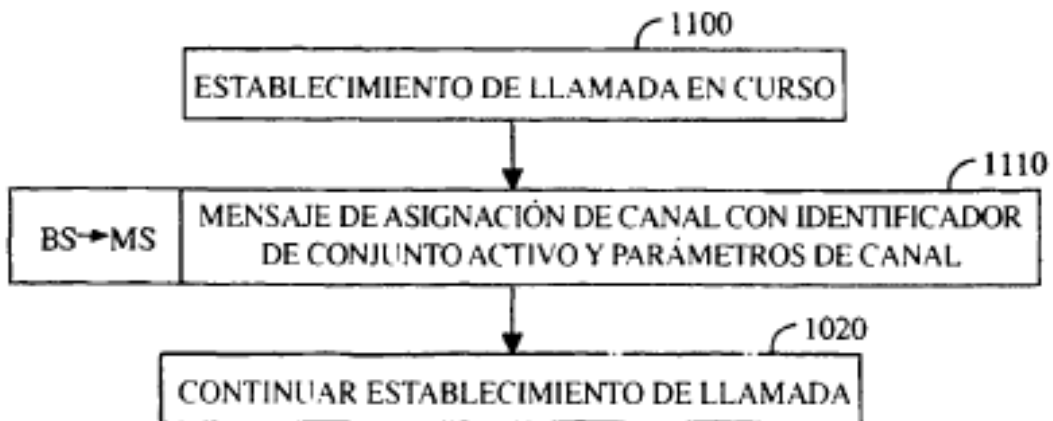 1100
ESTABLECIMIENTO DE LLAMADA EN CURSO
1110
BS→MS
MENSAJE DE ASIGNACIÓN DE CANAL CON IDENTIFICADOR
DE CONJUNTO ACTIVO Y PARÁMETROS DE CANAL
1020
CONTINUAR ESTABLECIMIENTO DE LLAMADA